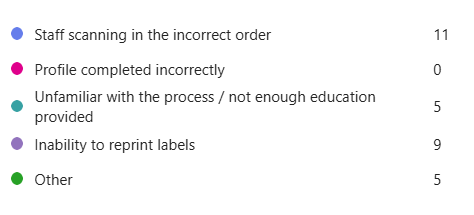 Staff scanning in the incorrect order 11
Profile completed incorrectly 0
Unfamiliar with the process / not enough education
provided 5
Inability to reprint labels 9
Other 5